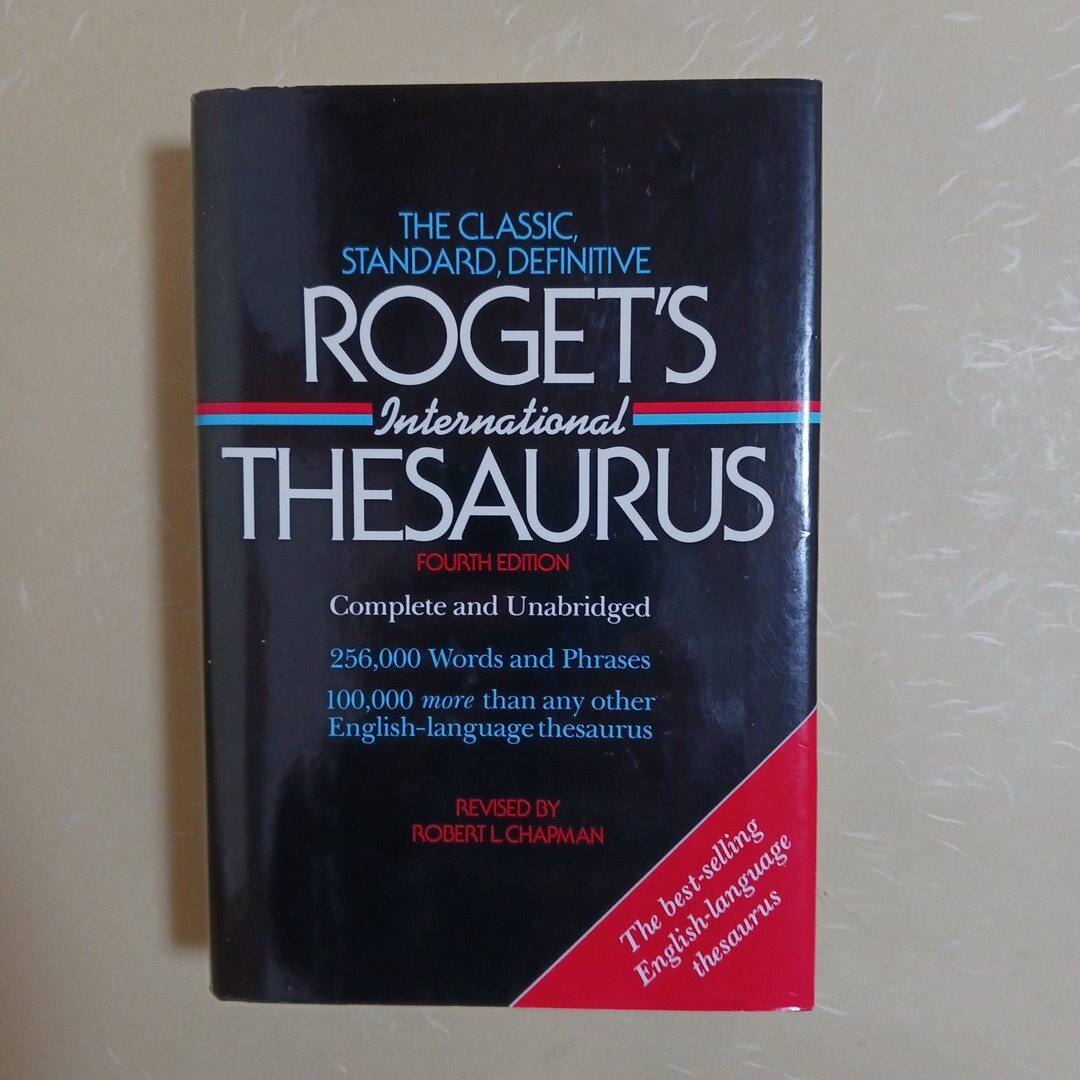 THE CLASSIC,
STANDARD, DEFINITIVE
ROGET'S
International
THESAURUS
FOURTH EDITION
Complete and Unabridged
256,000 Words and Phrases
100,000 more than any other
English-language thesaurus
REVISED BY
ROBERT L. CHAPMAN
The best-selling
English-language
thesaurus